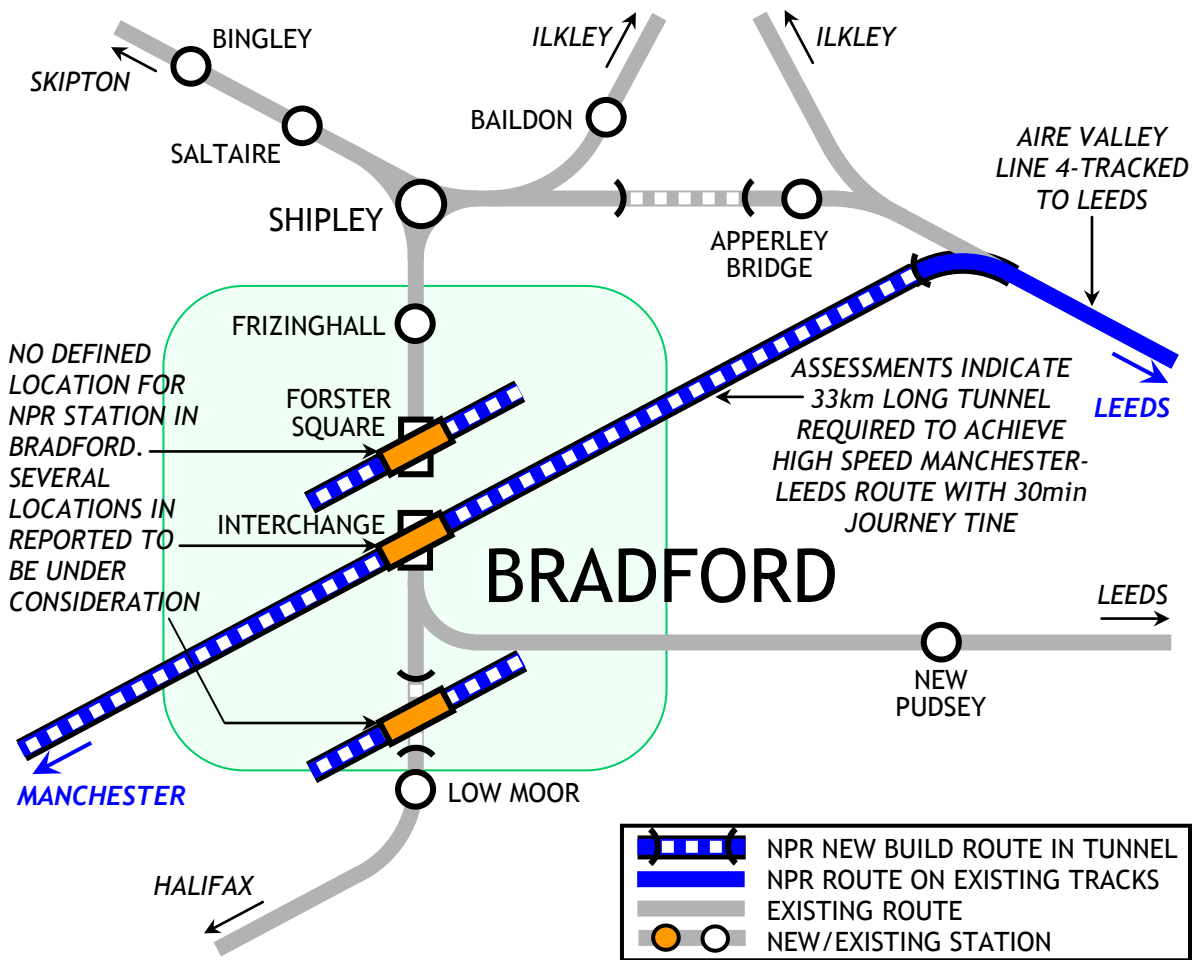 BINGLEY
SKIPTON
SALTAIRE
SHIPLEY
ILKLEY
BAILDON
ILKLEY
AIRE VALLEY
LINE 4-TRACKED
TO LEEDS
APPERLEY
BRIDGE
FRIZINGHALL
NO DEFINED
LOCATION FOR
NPR STATION IN
BRADFORD.
SEVERAL
LOCATIONS IN
REPORTED TO
BE UNDER
CONSIDERATION
FORSTER
SQUARE
INTERCHANGE
BRADFORD
ASSESSMENTS INDICATE
33km LONG TUNNEL
REQUIRED TO ACHIEVE
HIGH SPEED MANCHESTER-
LEEDS ROUTE WITH 30min
JOURNEY TINE
LEEDS
LEEDS
NEW
PUDSEY
MANCHESTER
LOW MOOR
HALIFAX
NPR NEW BUILD ROUTE IN TUNNEL
NPR ROUTE ON EXISTING TRACKS
EXISTING ROUTE
NEW/EXISTING STATION